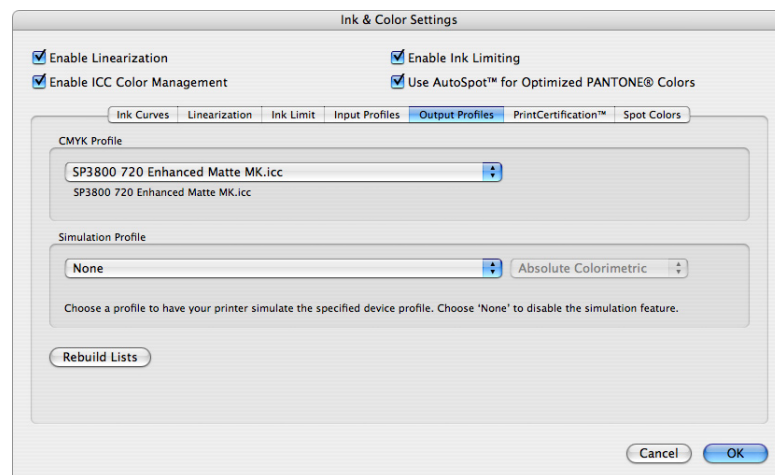 Ink & Color Settings
Enable Linearization
Enable Ink Limiting
Enable ICC Color Management
Use AutoSpot™ for Optimized PANTONE® Colors
Ink Curves Linearization Ink Limit Input Profiles Output Profiles PrintCertification™ Spot Colors
CMYK Profile
SP3800 720 Enhanced Matte MK.icc
SP3800 720 Enhanced Matte MK.icc
Simulation Profile
None Absolute Colorimetric
Choose a profile to have your printer simulate the specified device profile. Choose 'None' to disable the simulation feature.
Rebuild Lists
Cancel OK